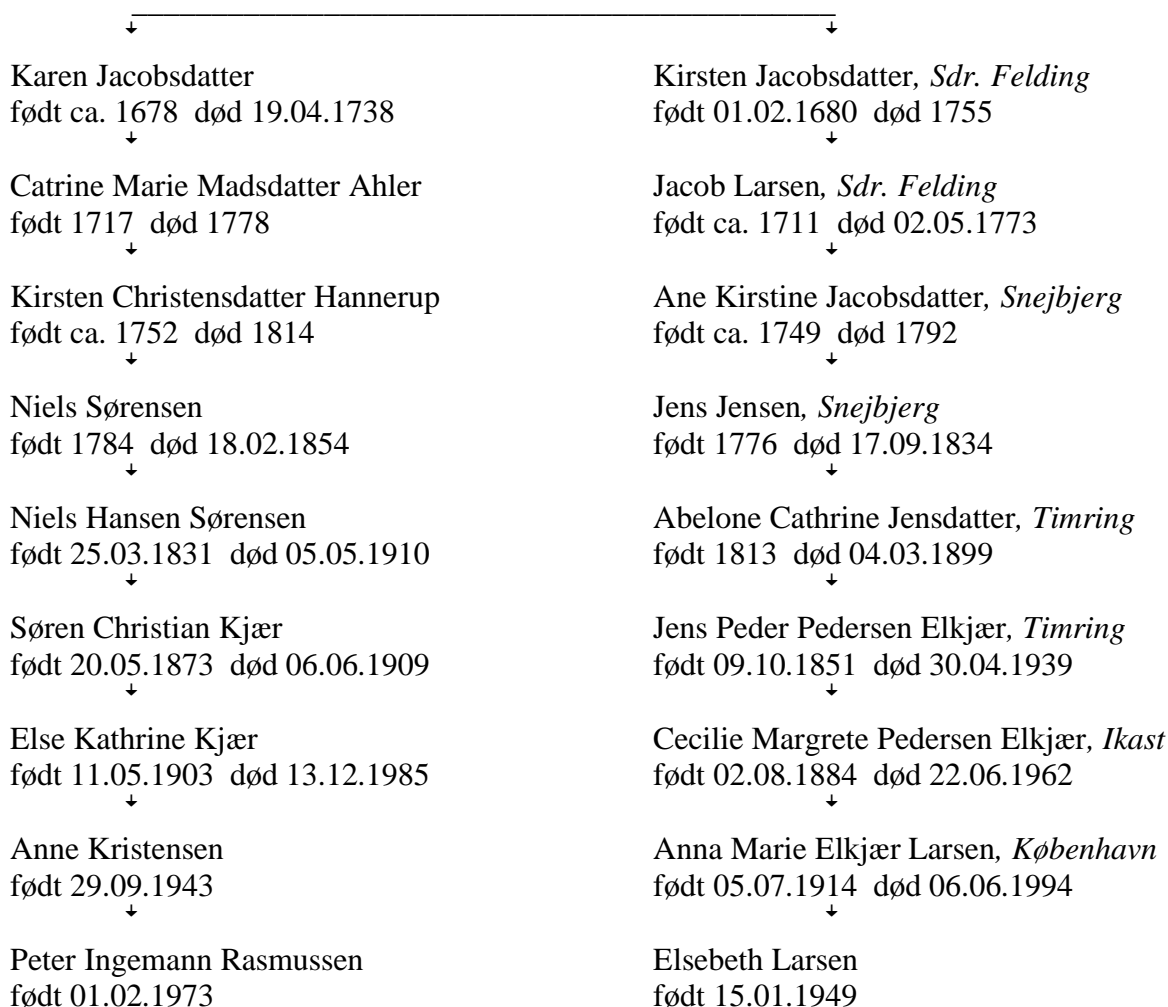 Karen Jacobsdatter
født ca. 1678  død 19.04.1738
Catrine Marie Madsdatter Ahler
født 1717  død 1778
Kirsten Christensdatter Hannerup
født ca. 1752  død 1814
Niels Sørensen
født 1784  død 18.02.1854
Niels Hansen Sørensen
født 25.03.1831  død 05.05.1910
Søren Christian Kjær
født 20.05.1873  død 06.06.1909
Else Kathrine Kjær
født 11.05.1903  død 13.12.1985
Anne Kristensen
født 29.09.1943
Peter Ingemann Rasmussen
født 01.02.1973
Kirsten Jacobsdatter, Sdr. Felding
født 01.02.1680  død 1755
Jacob Larsen, Sdr. Felding
født ca. 1711  død 02.05.1773
Ane Kirstine Jacobsdatter, Snejbjerg
født ca. 1749  død 1792
Jens Jensen, Snejbjerg
født 1776  død 17.09.1834
Abelone Cathrine Jensdatter, Timring
født 1813  død 04.03.1899
Jens Peder Pedersen Elkjær, Timring
født 09.10.1851  død 30.04.1939
Cecilie Margrete Pedersen Elkjær, Ikast
født 02.08.1884  død 22.06.1962
Anna Marie Elkjær Larsen, København
født 05.07.1914  død 06.06.1994
Elsebeth Larsen
født 15.01.1949